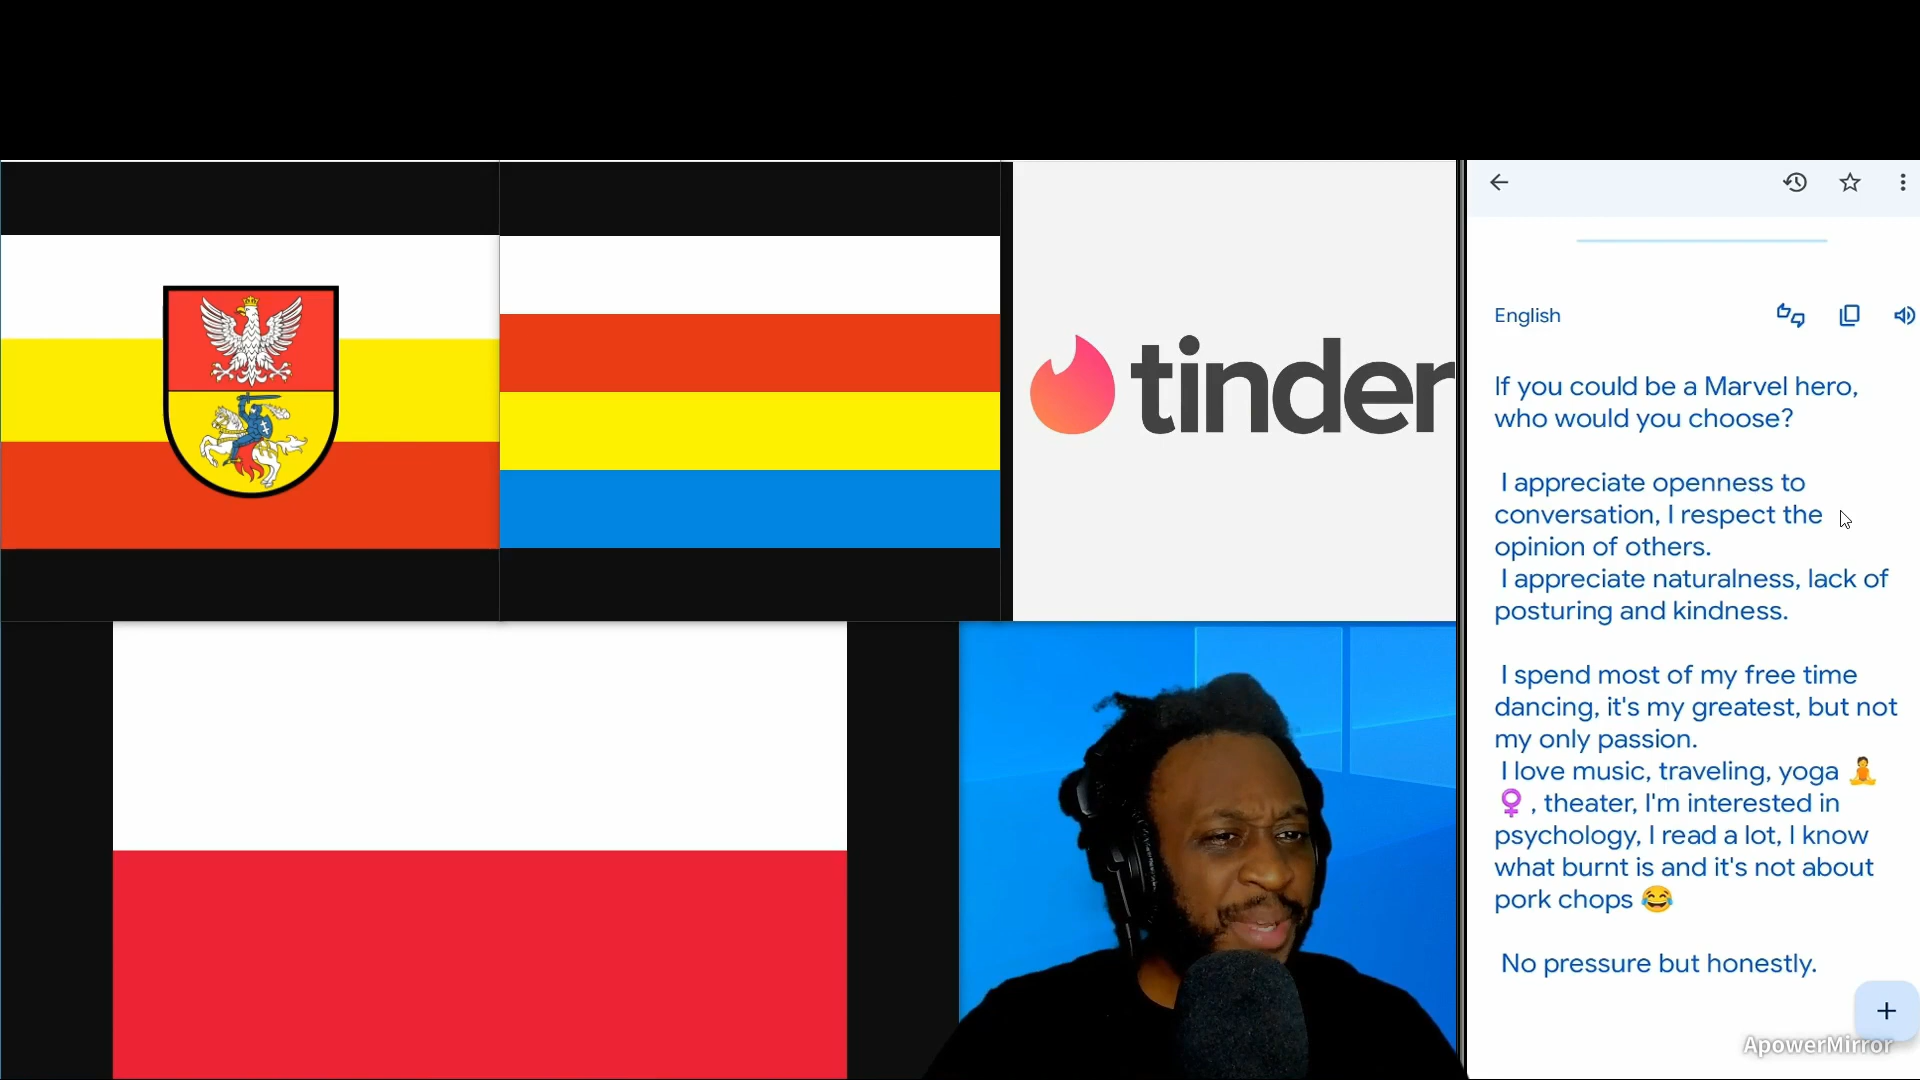 tinder
English
If you could be a Marvel hero,
who would you choose?
I appreciate openness to
conversation, I respect the
opinion of others.
I appreciate naturalness, lack of
posturing and kindness.
I spend most of my free time
dancing, it's my greatest, but not
my only passion.
I love music, traveling, yoga 🧘
♀️ , theater, I'm interested in
psychology, I read a lot, I know
what burnt is and it's not about
pork chops 😂
No pressure but honestly.
ApowerMirror